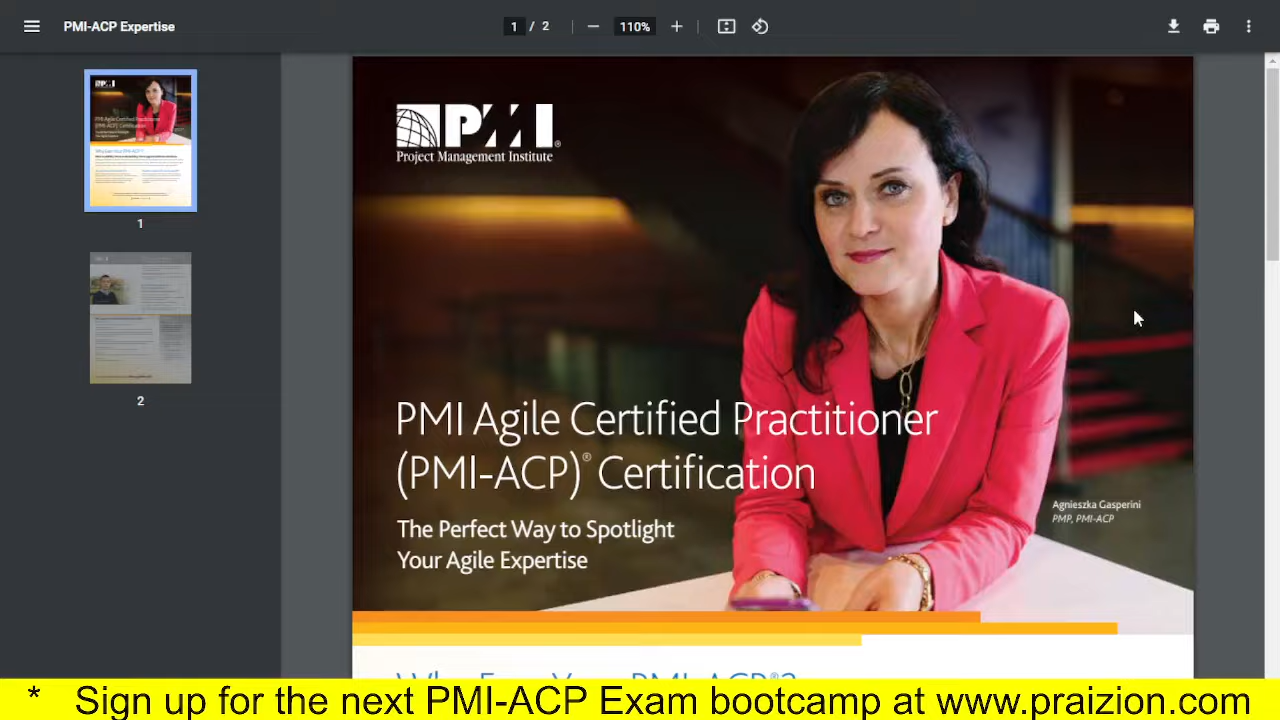 PMI-ACP Expertise
1 / 2
110%
PMI
Project Management Institute
®
PMI Agile Certified Practitioner
(PMI-ACP)® Certification
The Perfect Way to Spotlight
Your Agile Expertise
Agnieszka Gasperini
PMP, PMI-ACP
1
2
* Sign up for the next PMI-ACP Exam bootcamp at www.praizion.com